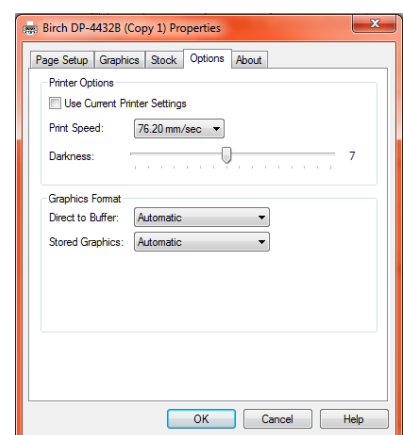 Birch DP-4432B (Copy 1) Properties
Page Setup Graphics Stock Options About
Printer Options
Use Current Printer Settings
Print Speed: 76.20 mm/sec
Darkness: 7
Graphics Format
Direct to Buffer: Automatic
Stored Graphics: Automatic
OK Cancel Help